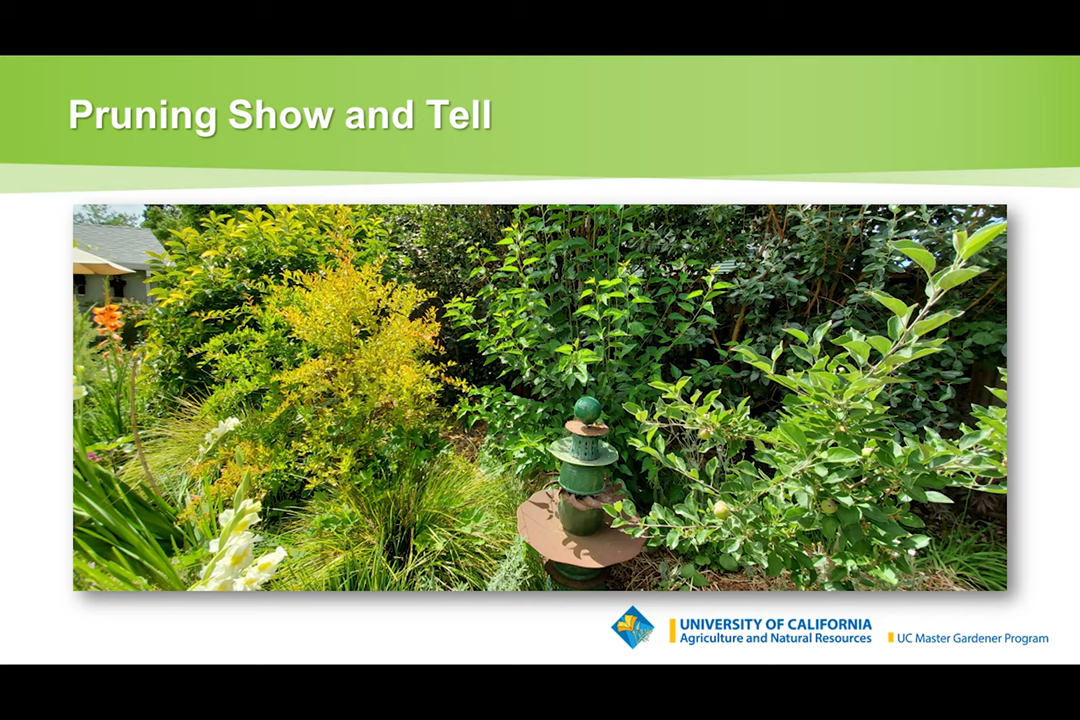 Pruning Show and Tell
UNIVERSITY OF CALIFORNIA
Agriculture and Natural Resources
UC Master Gardener Program